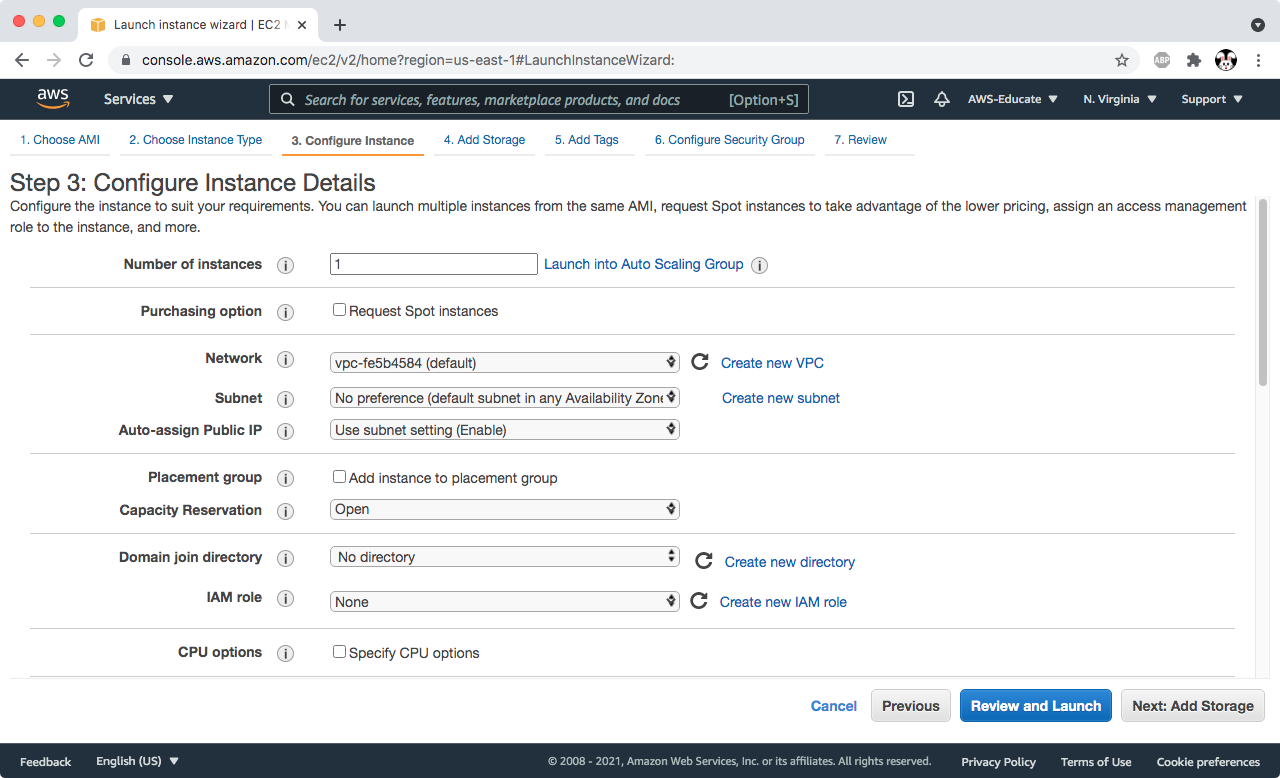 Launch instance wizard | EC2
console.aws.amazon.com/ec2/v2/home?region=us-east-1#LaunchInstanceWizard:
ABP
aws Services Search for services, features, marketplace products, and docs [Option+S] AWS-Educate N. Virginia Support
1. Choose AMI 2. Choose Instance Type 3. Configure Instance 4. Add Storage 5. Add Tags 6. Configure Security Group 7. Review
Step 3: Configure Instance Details
Configure the instance to suit your requirements. You can launch multiple instances from the same AMI, request Spot instances to take advantage of the lower pricing, assign an access management
role to the instance, and more.
Number of instances i 1 Launch into Auto Scaling Group i
Purchasing option i Request Spot instances
Network i vpc-fe5b4584 (default) Create new VPC
Subnet i No preference (default subnet in any Availability Zone Create new subnet
Auto-assign Public IP i Use subnet setting (Enable)
Placement group i Add instance to placement group
Capacity Reservation i Open
Domain join directory i No directory Create new directory
IAM role i None Create new IAM role
CPU options i Specify CPU options
Cancel Previous Review and Launch Next: Add Storage
Feedback English (US) © 2008 - 2021, Amazon Web Services, Inc. or its affiliates. All rights reserved. Privacy Policy Terms of Use Cookie preferences